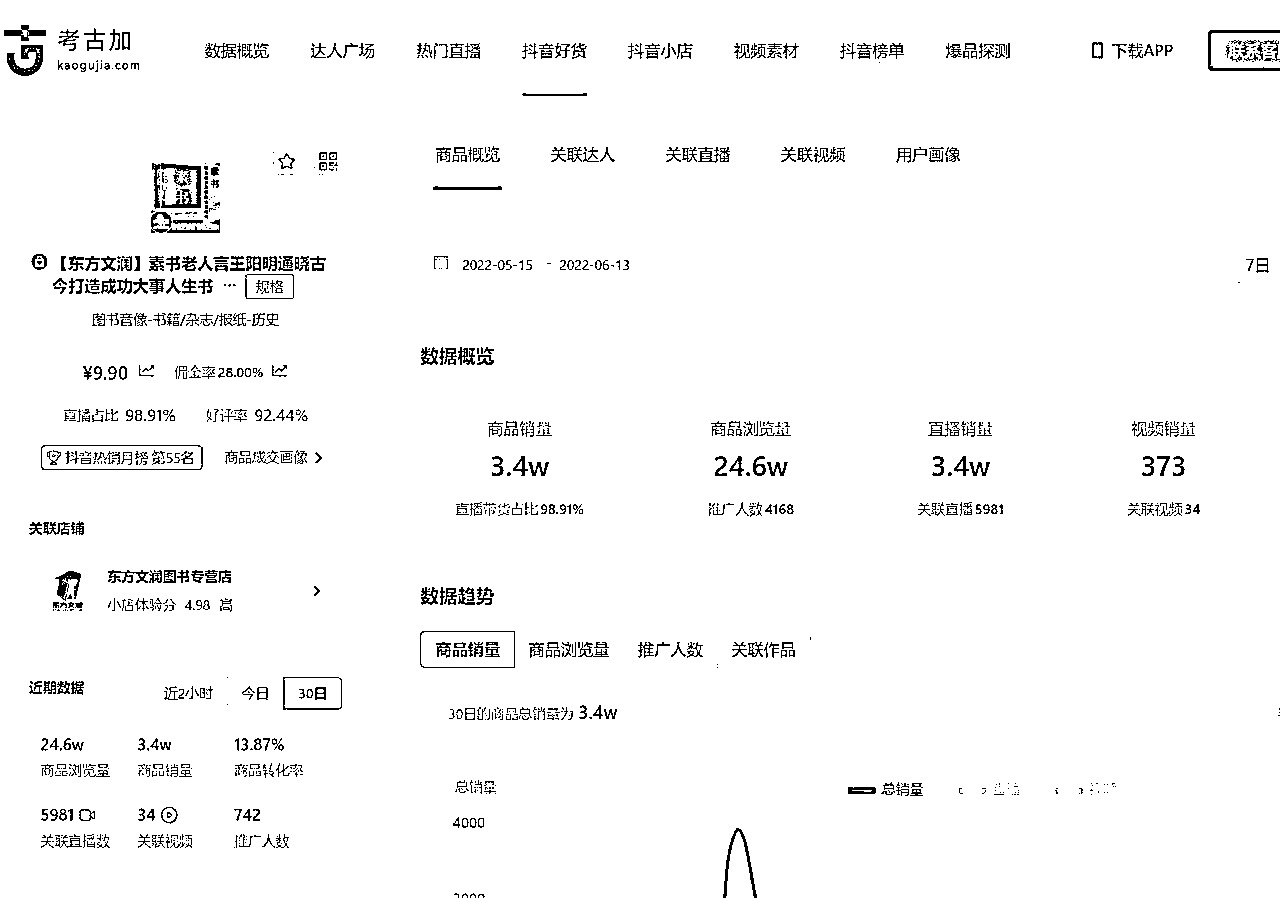 考古加
kaogujia.com
数据概览 达人广场 热门直播 抖音好货 抖音小店 视频素材 抖音榜单 爆品探测 下载APP 联系客
商品概览 关联达人 关联直播 关联视频 用户画像
【东方文润】素书老人言王阳明通晓古
今打造成功大事人生书 ··· 规格
图书音像-书籍/杂志/报纸-历史
¥9.90 佣金率28.00%
直播占比 98.91% 好评率 92.44%
抖音热销月榜 第55名 商品成交画像
关联店铺
东方文润图书专营店
小店体验分 4.98 高
近期数据 近2小时 今日 30日
24.6w 3.4w 13.87%
商品浏览量 商品销量 商品转化率
5981 34 742
关联直播数 关联视频 推广人数
2022-05-15 - 2022-06-13 7日
数据概览
商品销量 商品浏览量 直播销量 视频销量
3.4w 24.6w 3.4w 373
直播带货占比98.91% 推广人数4168 关联直播5981 关联视频34
数据趋势
商品销量 商品浏览量 推广人数 关联作品
30日的商品总销量为 3.4w
总销量 总销量
4000